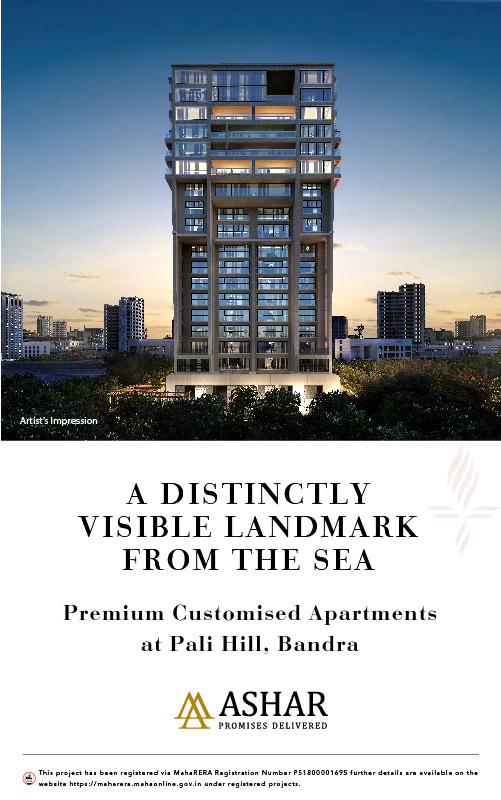 Artist's Impression
A DISTINCTLY
VISIBLE LANDMARK
FROM THE SEA
Premium Customised Apartments
at Pali Hill, Bandra
ASHAR
PROMISES DELIVERED
This project has been registered via MahaRERA Registration Number P51800001695 further details are available on the
website https://maharera.mahaonline.gov.in under registered projects.